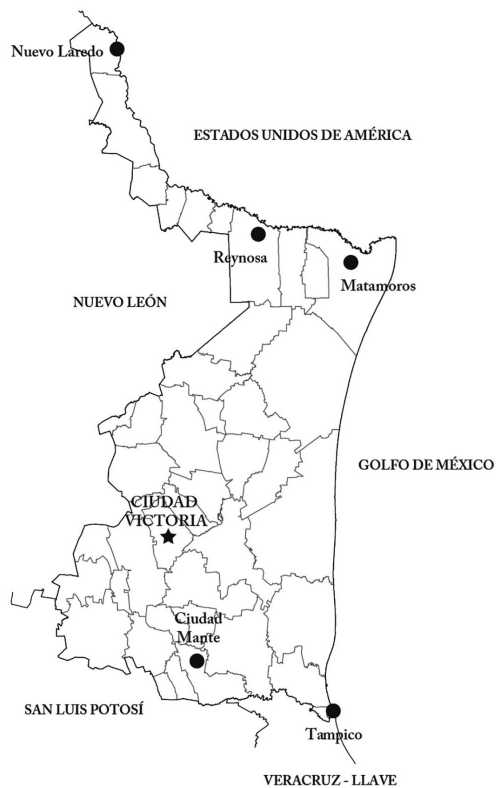 Nuevo Laredo
ESTADOS UNIDOS DE AMÉRICA
Reynosa
Matamoros
NUEVO LEÓN
GOLFO DE MÉXICO
CIUDAD
VICTORIA
Ciudad
Mante
SAN LUIS POTOSÍ
Tampico
VERACRUZ - LLAVE